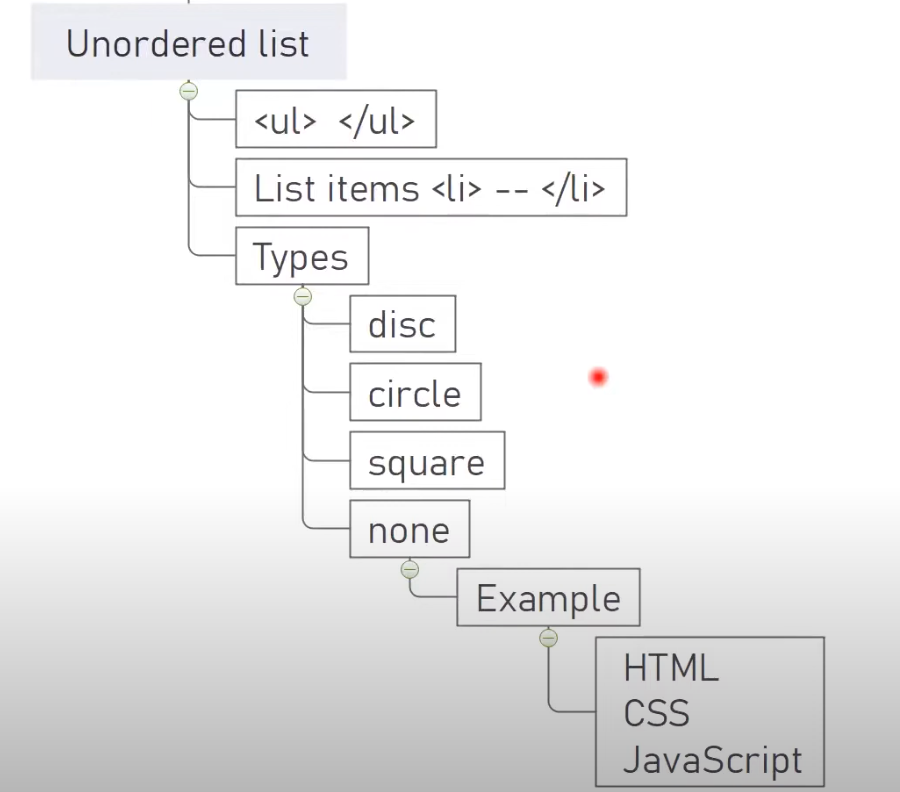 Unordered list
<ul> </ul>
List items <li> -- </li>
Types
disc
circle
square
none
Example
HTML
CSS
JavaScript